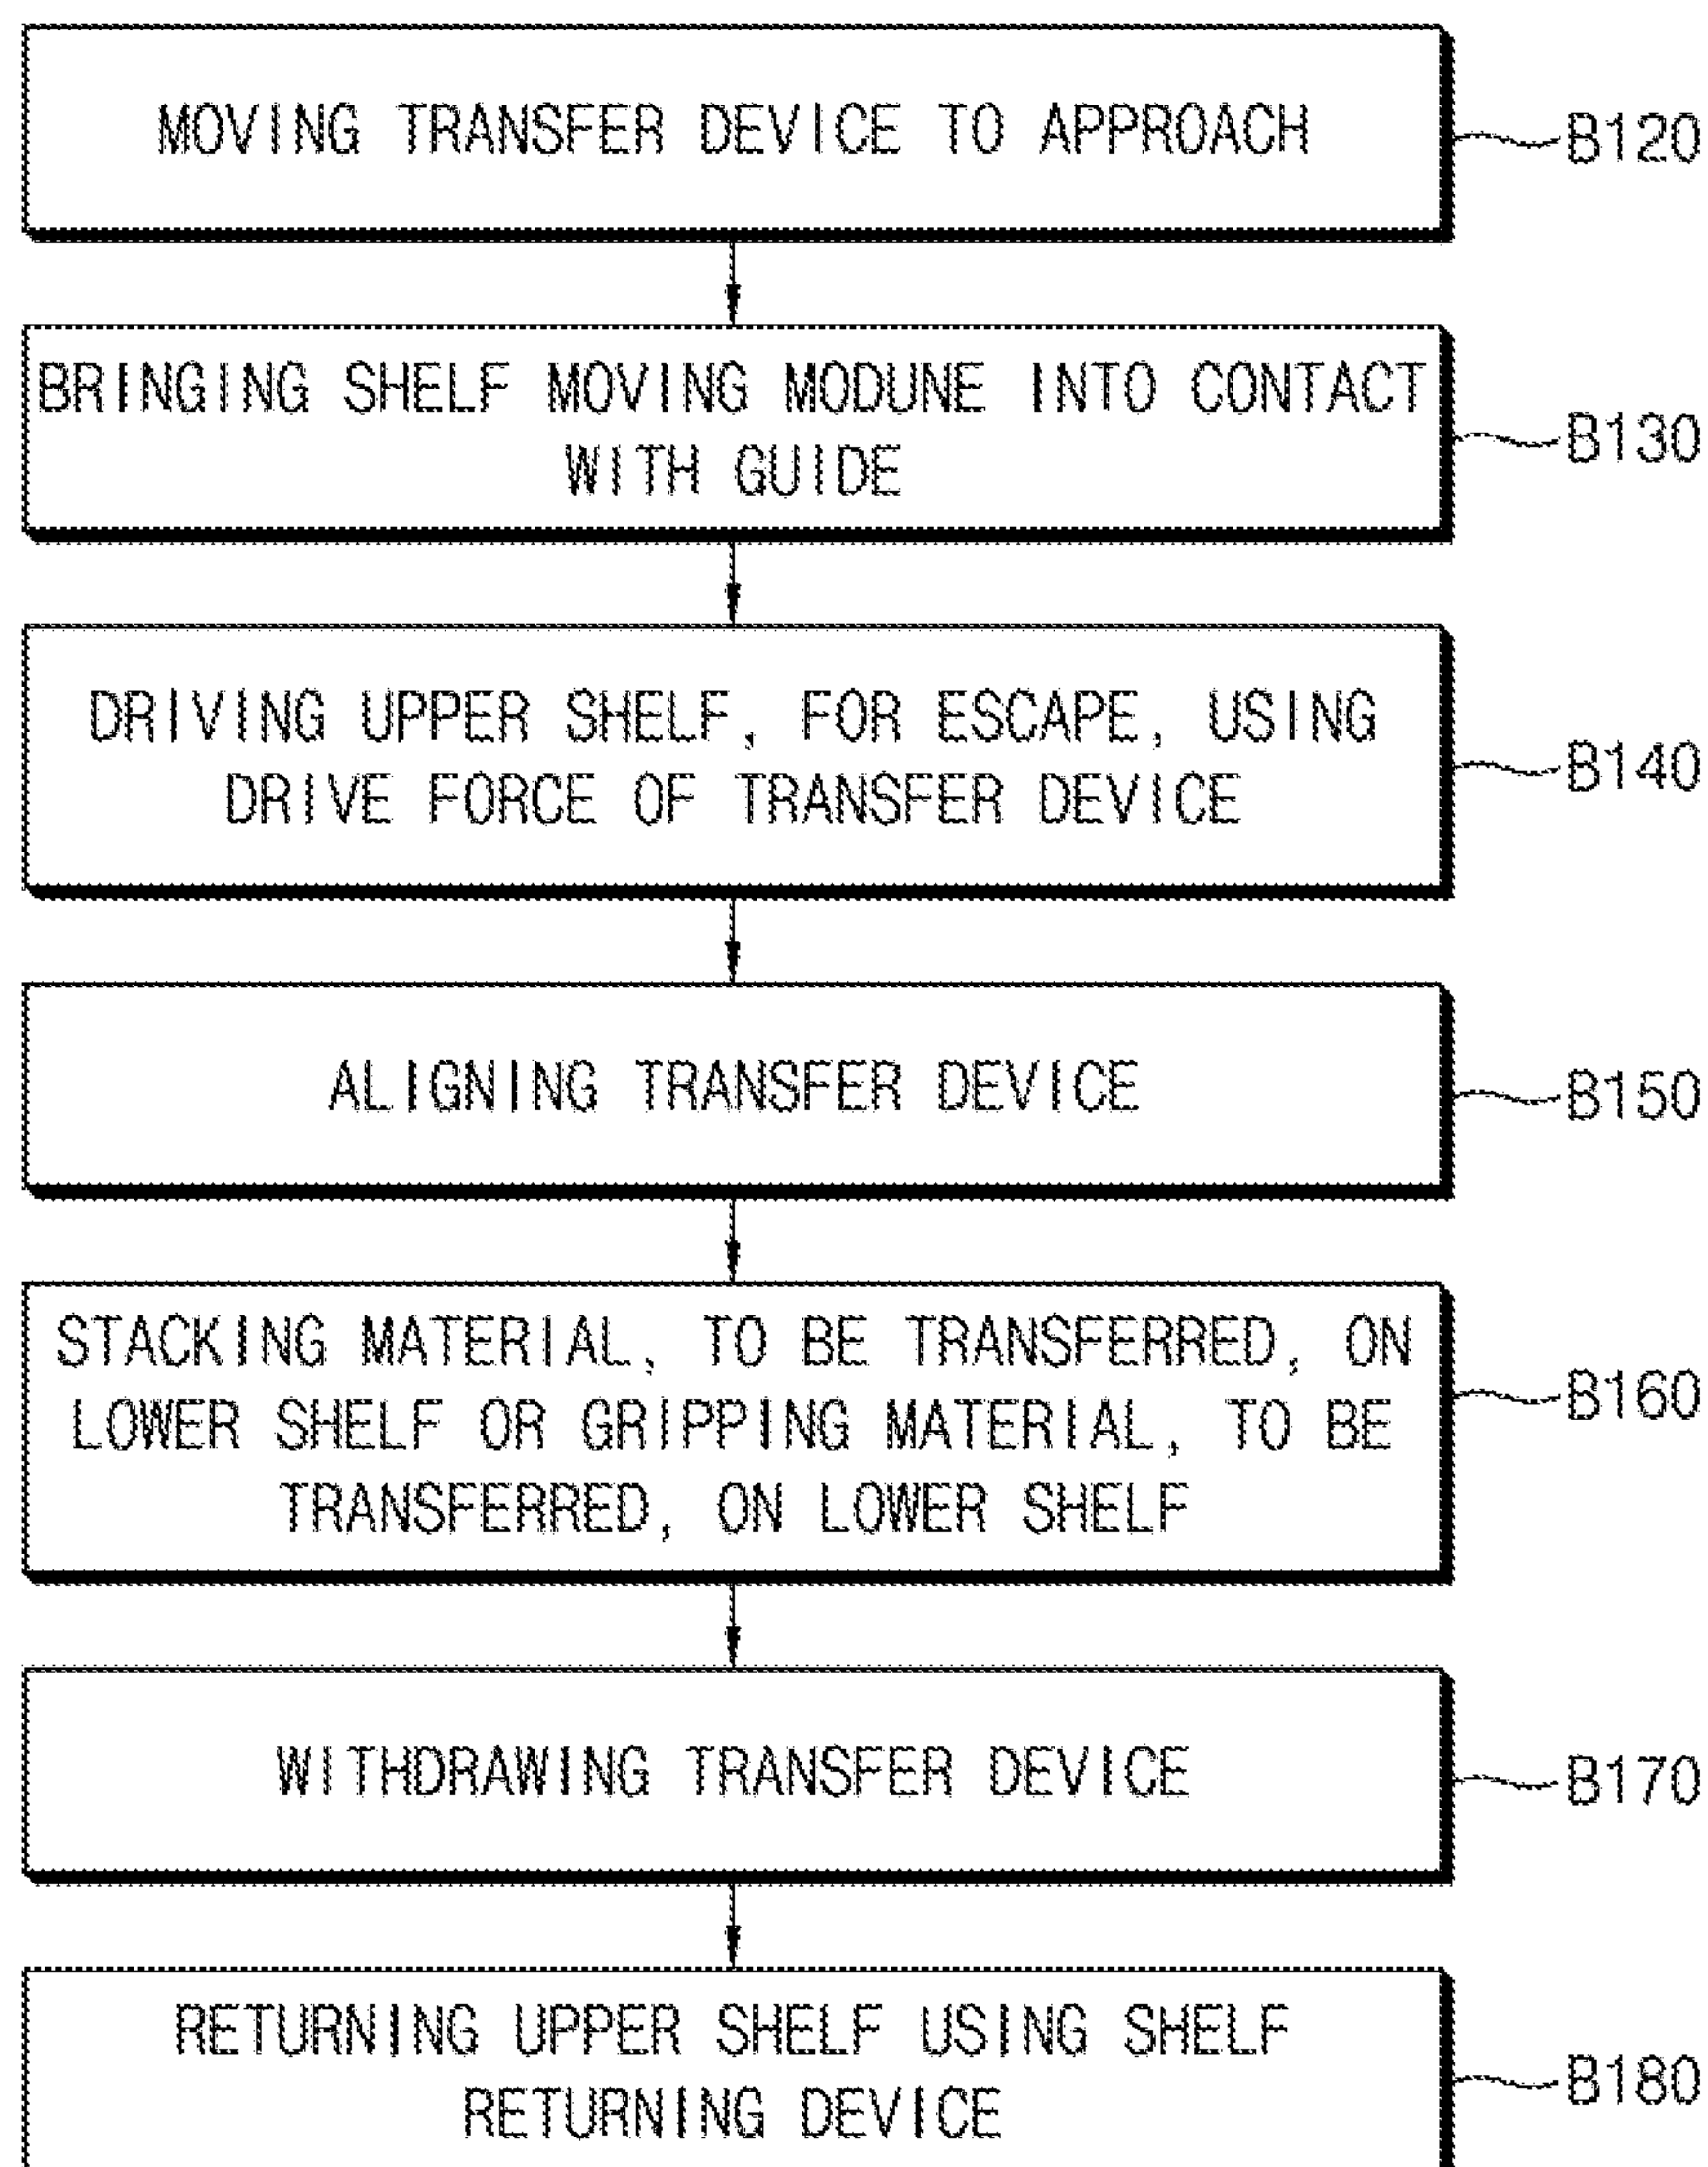 MOVING TRANSFER DEVICE TO APPROACH
B120
BRINGING SHELF MOVING MODUNE INTO CONTACT
WITH GUIDE
B130
DRIVING UPPER SHELF, FOR ESCAPE, USING
DRIVE FORCE OF TRANSFER DEVICE
B140
ALIGNING TRANSFER DEVICE
B150
STACKING MATERIAL, TO BE TRANSFERRED, ON
LOWER SHELF OR GRIPPING MATERIAL, TO BE
TRANSFERRED, ON LOWER SHELF
B160
WITHDRAWING TRANSFER DEVICE
B170
RETURNING UPPER SHELF USING SHELF
RETURNING DEVICE
B180